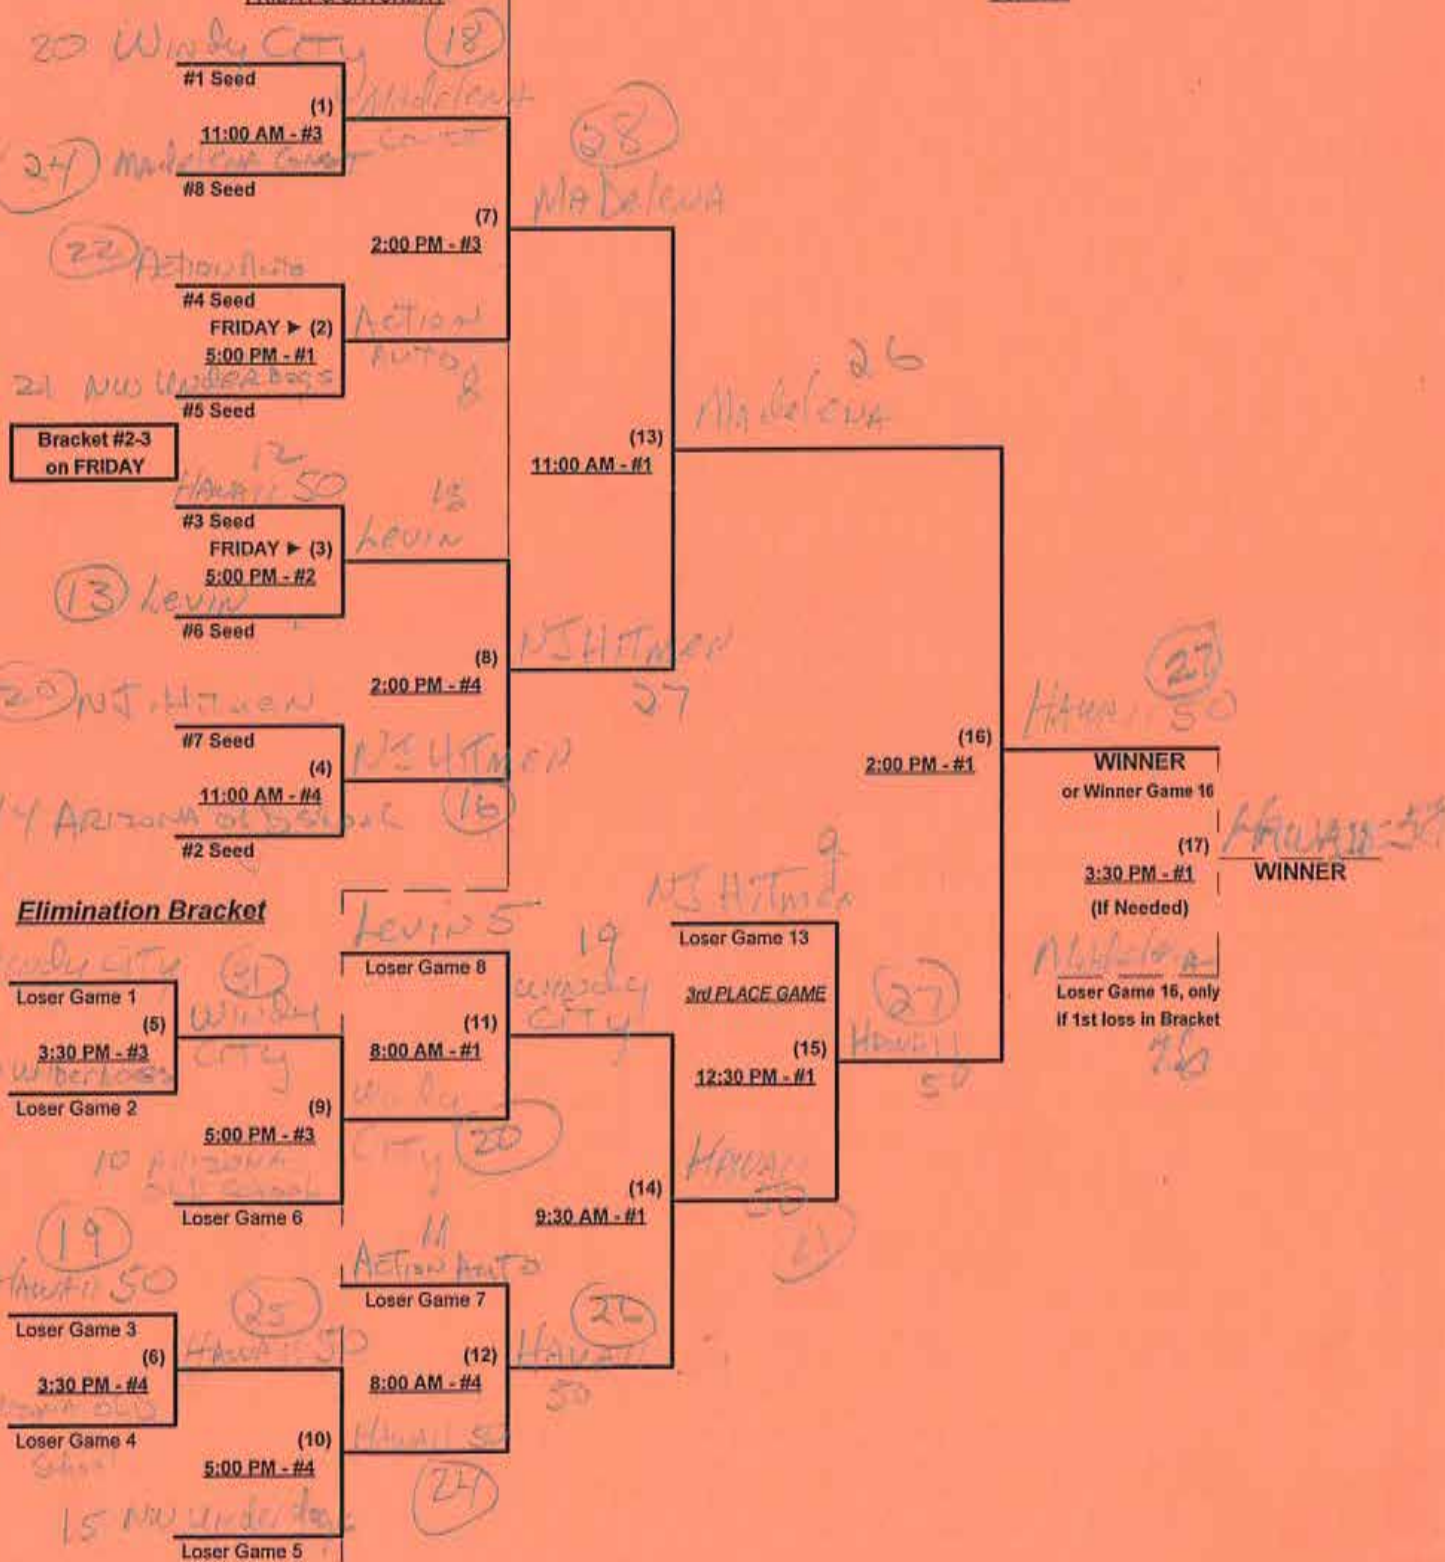 20 Windy City
18
#1 Seed
(1)
Madelena
11:00 AM - #3
24 Madelena
#8 Seed
28
MaDelena
(7)
2:00 PM - #3
22 Action Auto
#4 Seed
FRIDAY ► (2)
Action
Auto
8
5:00 PM - #1
21 NW UnderDogs
#5 Seed
26
Madelena
Bracket #2-3
on FRIDAY
(13)
11:00 AM - #1
12
Hawaii 50
#3 Seed
FRIDAY ► (3)
Levin
5:00 PM - #2
13 Levin
#6 Seed
(8)
2:00 PM - #4
NJ Hitmen
27
20 NJ Hitmen
#7 Seed
(4)
NJ Hitmen
16
11:00 AM - #4
Arizona Old School
#2 Seed
(16)
2:00 PM - #1
Hawaii 50
WINNER
or Winner Game 16
(17)
3:30 PM - #1
(If Needed)
Hawaii 50
WINNER
Loser Game 16, only
if 1st loss in Bracket
Elimination Bracket
Windy City
Loser Game 1
(5)
Windy
City
3:30 PM - #3
Underdogs
Loser Game 2
Levin 5
Loser Game 8
(11)
8:00 AM - #1
19
Windy
City
(9)
5:00 PM - #3
Windy
City
20
10 Arizona
Old School
Loser Game 6
9
NJ Hitmen
Loser Game 13
3rd PLACE GAME
(15)
12:30 PM - #1
27
Hawaii
50
(14)
9:30 AM - #1
Hawaii
50
19
Hawaii 50
Loser Game 3
(6)
25
Hawaii 50
3:30 PM - #4
Old
Loser Game 4
School
11
Action Auto
Loser Game 7
(12)
8:00 AM - #4
Hawaii
50
(10)
5:00 PM - #4
Hawaii 50
24
15 NW Underdogs
Loser Game 5